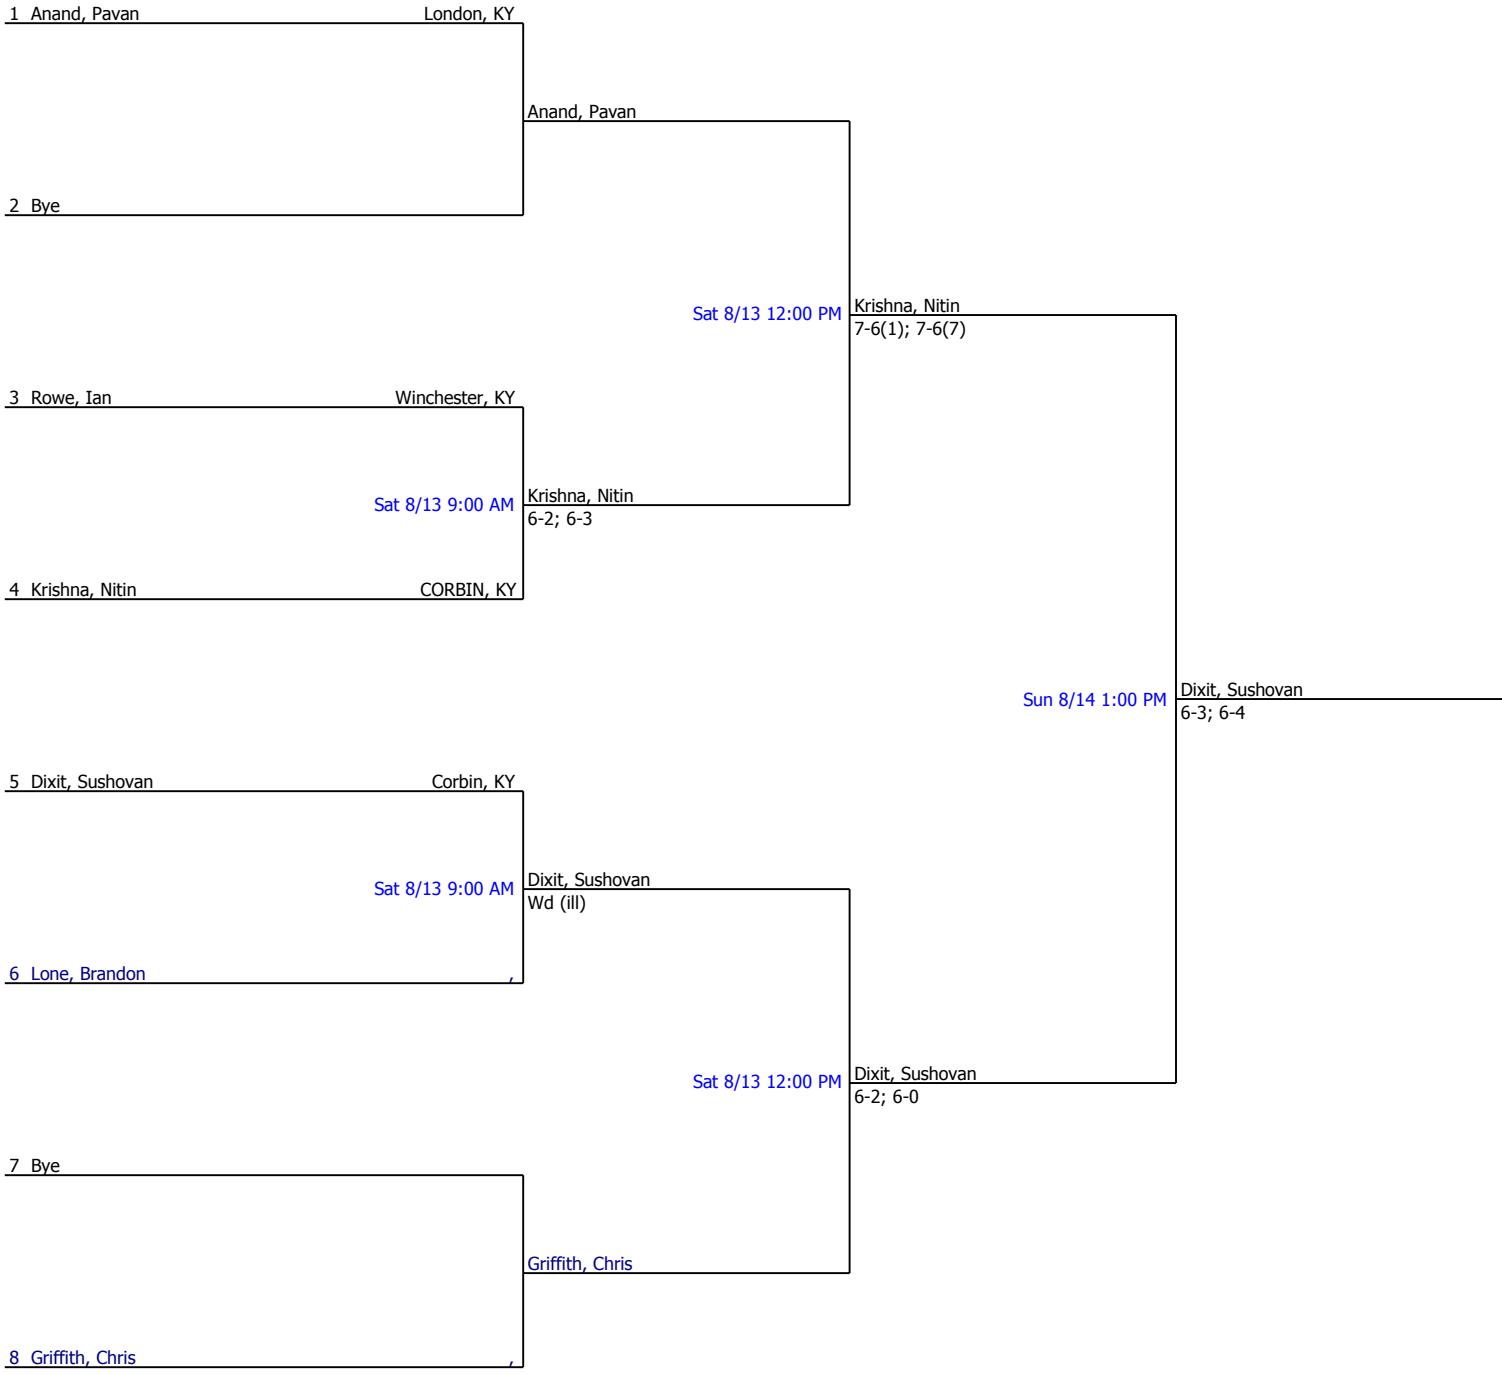 1 Anand, Pavan London, KY
Anand, Pavan
2 Bye
Sat 8/13 12:00 PM Krishna, Nitin
7-6(1); 7-6(7)
3 Rowe, Ian Winchester, KY
Sat 8/13 9:00 AM Krishna, Nitin
6-2; 6-3
4 Krishna, Nitin CORBIN, KY
Sun 8/14 1:00 PM Dixit, Sushovan
6-3; 6-4
5 Dixit, Sushovan Corbin, KY
Sat 8/13 9:00 AM Dixit, Sushovan
Wd (ill)
6 Lone, Brandon ,
Sat 8/13 12:00 PM Dixit, Sushovan
6-2; 6-0
7 Bye
Griffith, Chris
8 Griffith, Chris ,